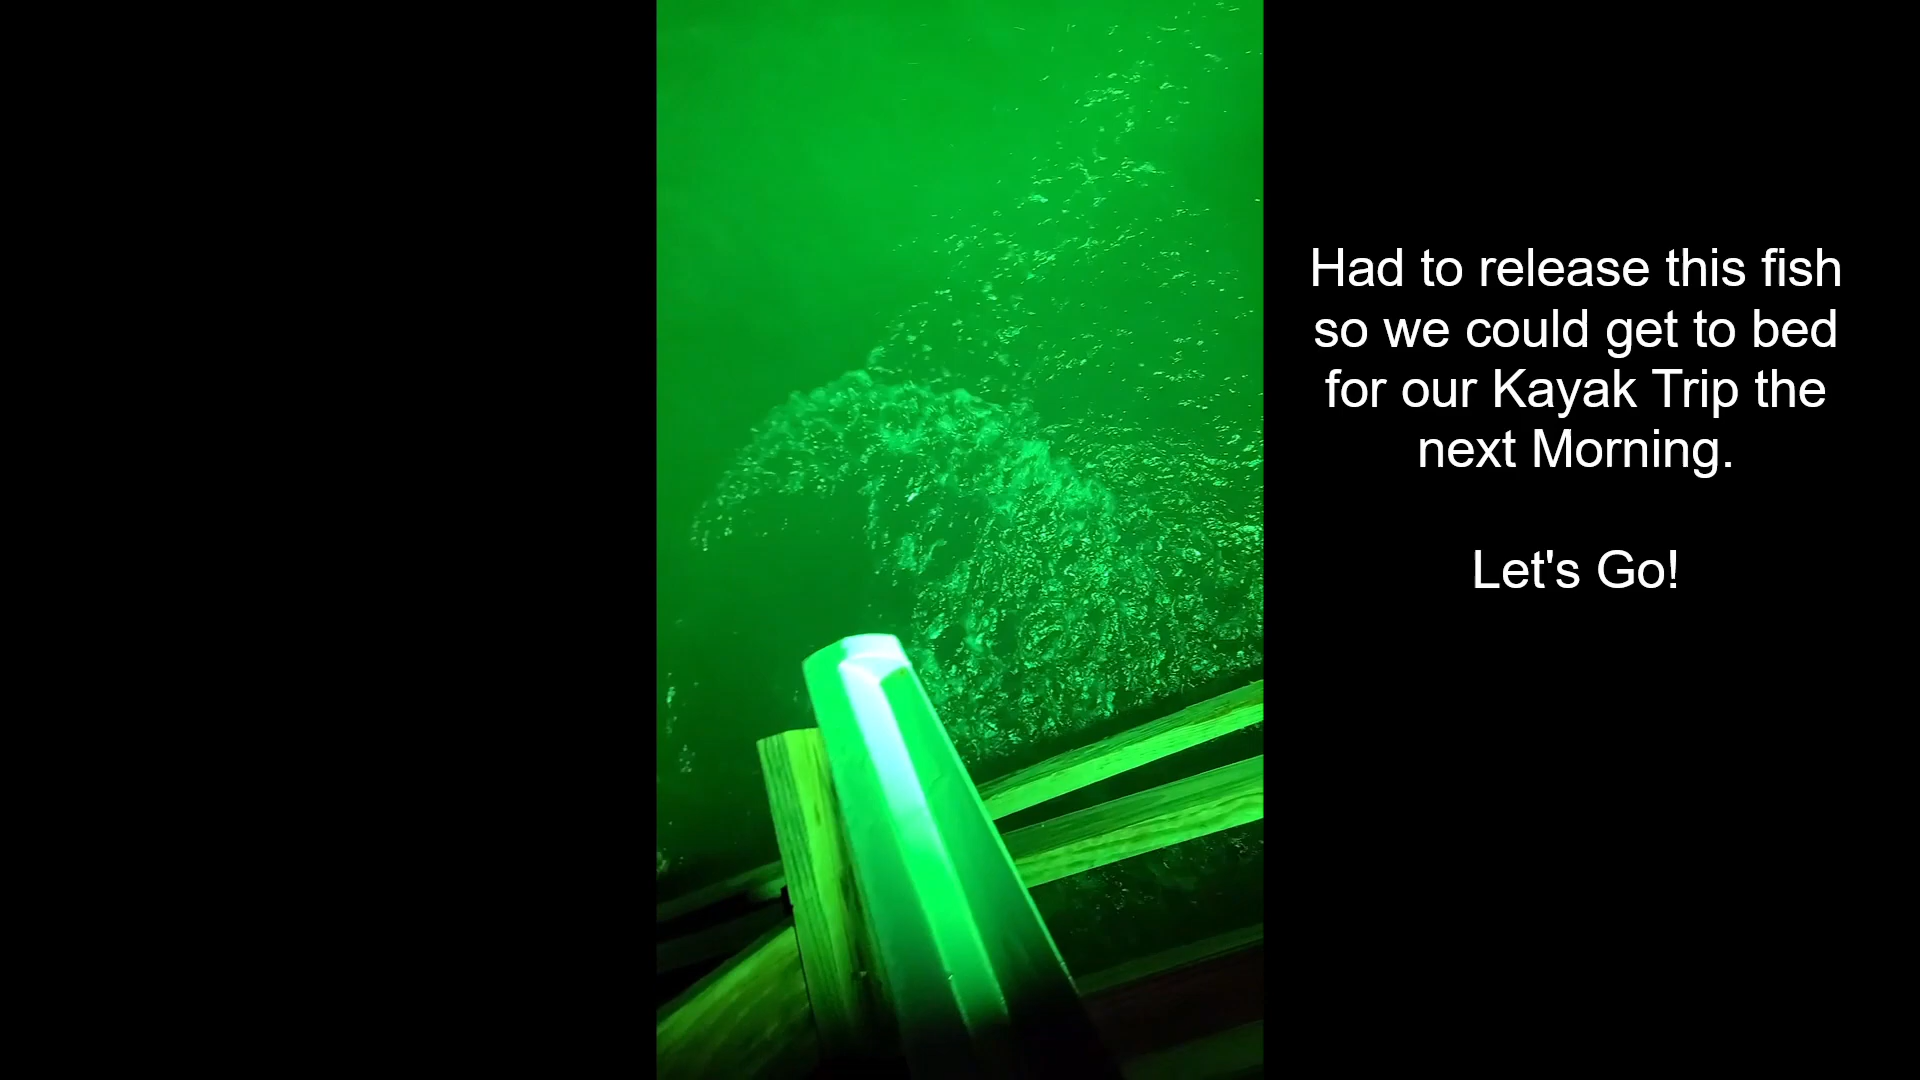 Had to release this fish
so we could get to bed
for our Kayak Trip the
next Morning.
Let's Go!